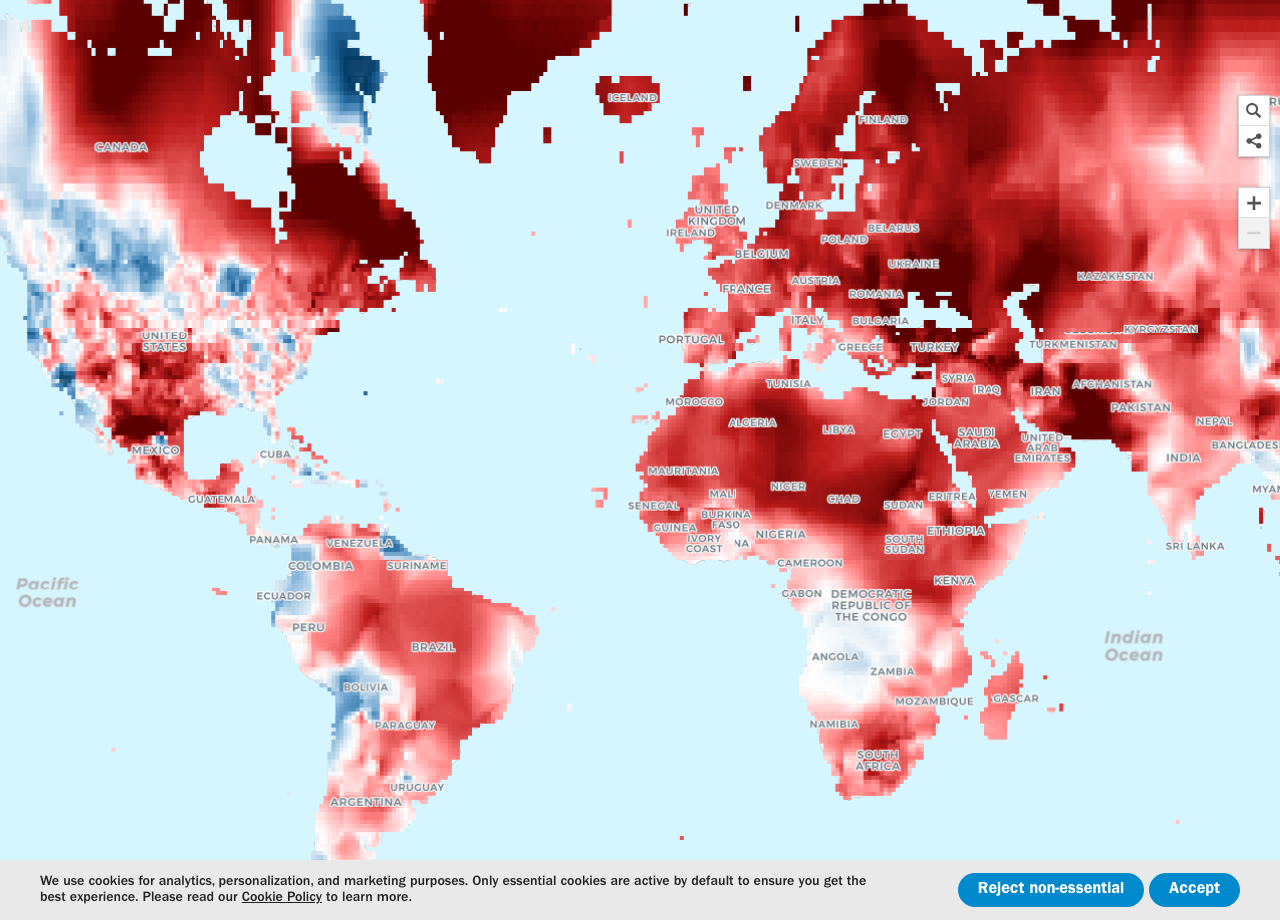 ICELAND
CANADA
FINLAND
SWEDEN
DENMARK
UNITED
KINGDOM
IRELAND
BELARUS
POLAND
BELGIUM
UKRAINE
KAZAKHSTAN
AUSTRIA
FRANCE
ROMANIA
ITALY
BULGARIA
KYRGYZSTAN
UNITED
STATES
PORTUGAL
GREECE
TURKEY
TURKMENISTAN
TUNISIA
SYRIA
IRAQ
IRAN
AFGHANISTAN
MOROCCO
JORDAN
PAKISTAN
ALGERIA
LIBYA
EGYPT
SAUDI
ARABIA
NEPAL
UNITED
ARAB
EMIRATES
BANGLADES
MEXICO
CUBA
INDIA
MAURITANIA
NIGER
MYAN
GUATEMALA
MALI
CHAD
SUDAN
ERITREA
YEMEN
SENEGAL
BURKINA
FASO
GUINEA
IVORY
COAST
NA
NIGERIA
ETHIOPIA
SOUTH
SUDAN
PANAMA
VENEZUELA
SRI LANKA
COLOMBIA
SURINAME
CAMEROON
Pacific
Ocean
ECUADOR
GABON
DEMOCRATIC
REPUBLIC OF
THE CONGO
KENYA
PERU
BRAZIL
Indian
Ocean
ANGOLA
ZAMBIA
BOLIVIA
MOZAMBIQUE
GASCAR
PARAGUAY
NAMIBIA
SOUTH
AFRICA
URUGUAY
ARGENTINA
We use cookies for analytics, personalization, and marketing purposes. Only essential cookies are active by default to ensure you get the
best experience. Please read our Cookie Policy to learn more.
Reject non-essential
Accept